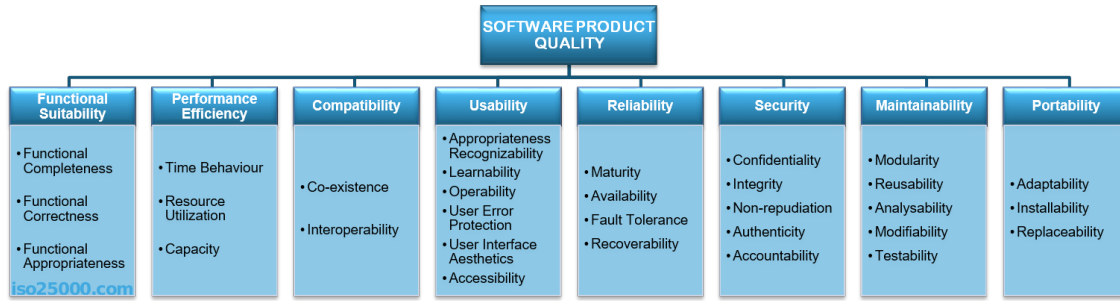 SOFTWARE PRODUCT
QUALITY
Functional
Suitability
• Functional
Completeness
• Functional
Correctness
• Functional
Appropriateness
Performance
Efficiency
• Time Behaviour
• Resource
Utilization
• Capacity
Compatibility
• Co-existence
• Interoperability
Usability
• Appropriateness
Recognizability
• Learnability
• Operability
• User Error
Protection
• User Interface
Aesthetics
• Accessibility
Reliability
• Maturity
• Availability
• Fault Tolerance
• Recoverability
Security
• Confidentiality
• Integrity
• Non-repudiation
• Authenticity
• Accountability
Maintainability
• Modularity
• Reusability
• Analysability
• Modifiability
• Testability
Portability
• Adaptability
• Installability
• Replaceability
iso25000.com